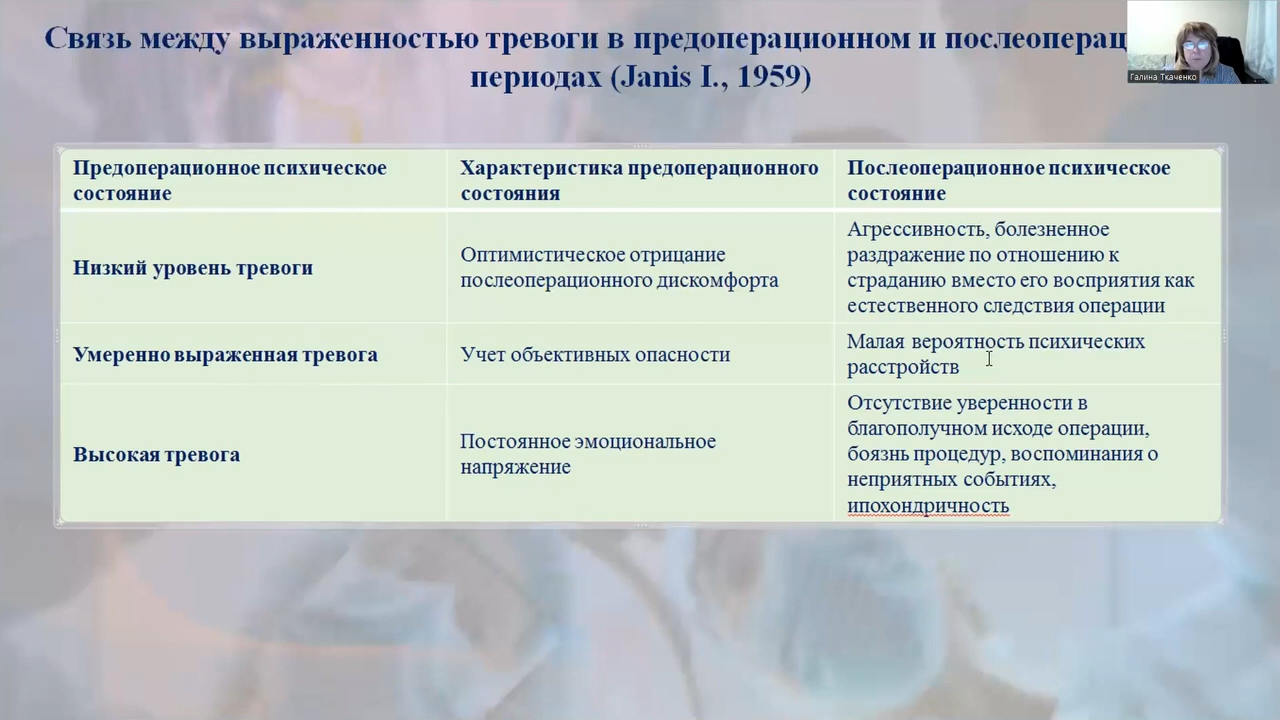 Связь между выраженностью тревоги в предоперационном и послеоперац
периодах (Janis I., 1959)
Галина Ткаченко
Предоперационное психическое
состояние
Характеристика предоперационного
состояния
Послеоперационное психическое
состояние
Низкий уровень тревоги
Оптимистическое отрицание
послеоперационного дискомфорта
Агрессивность, болезненное
раздражение по отношению к
страданию вместо его восприятия как
естественного следствия операции
Умеренно выраженная тревога
Учет объективных опасности
Малая вероятность психических
расстройств
Высокая тревога
Постоянное эмоциональное
напряжение
Отсутствие уверенности в
благополучном исходе операции,
боязнь процедур, воспоминания о
неприятных событиях,
ипохондричность